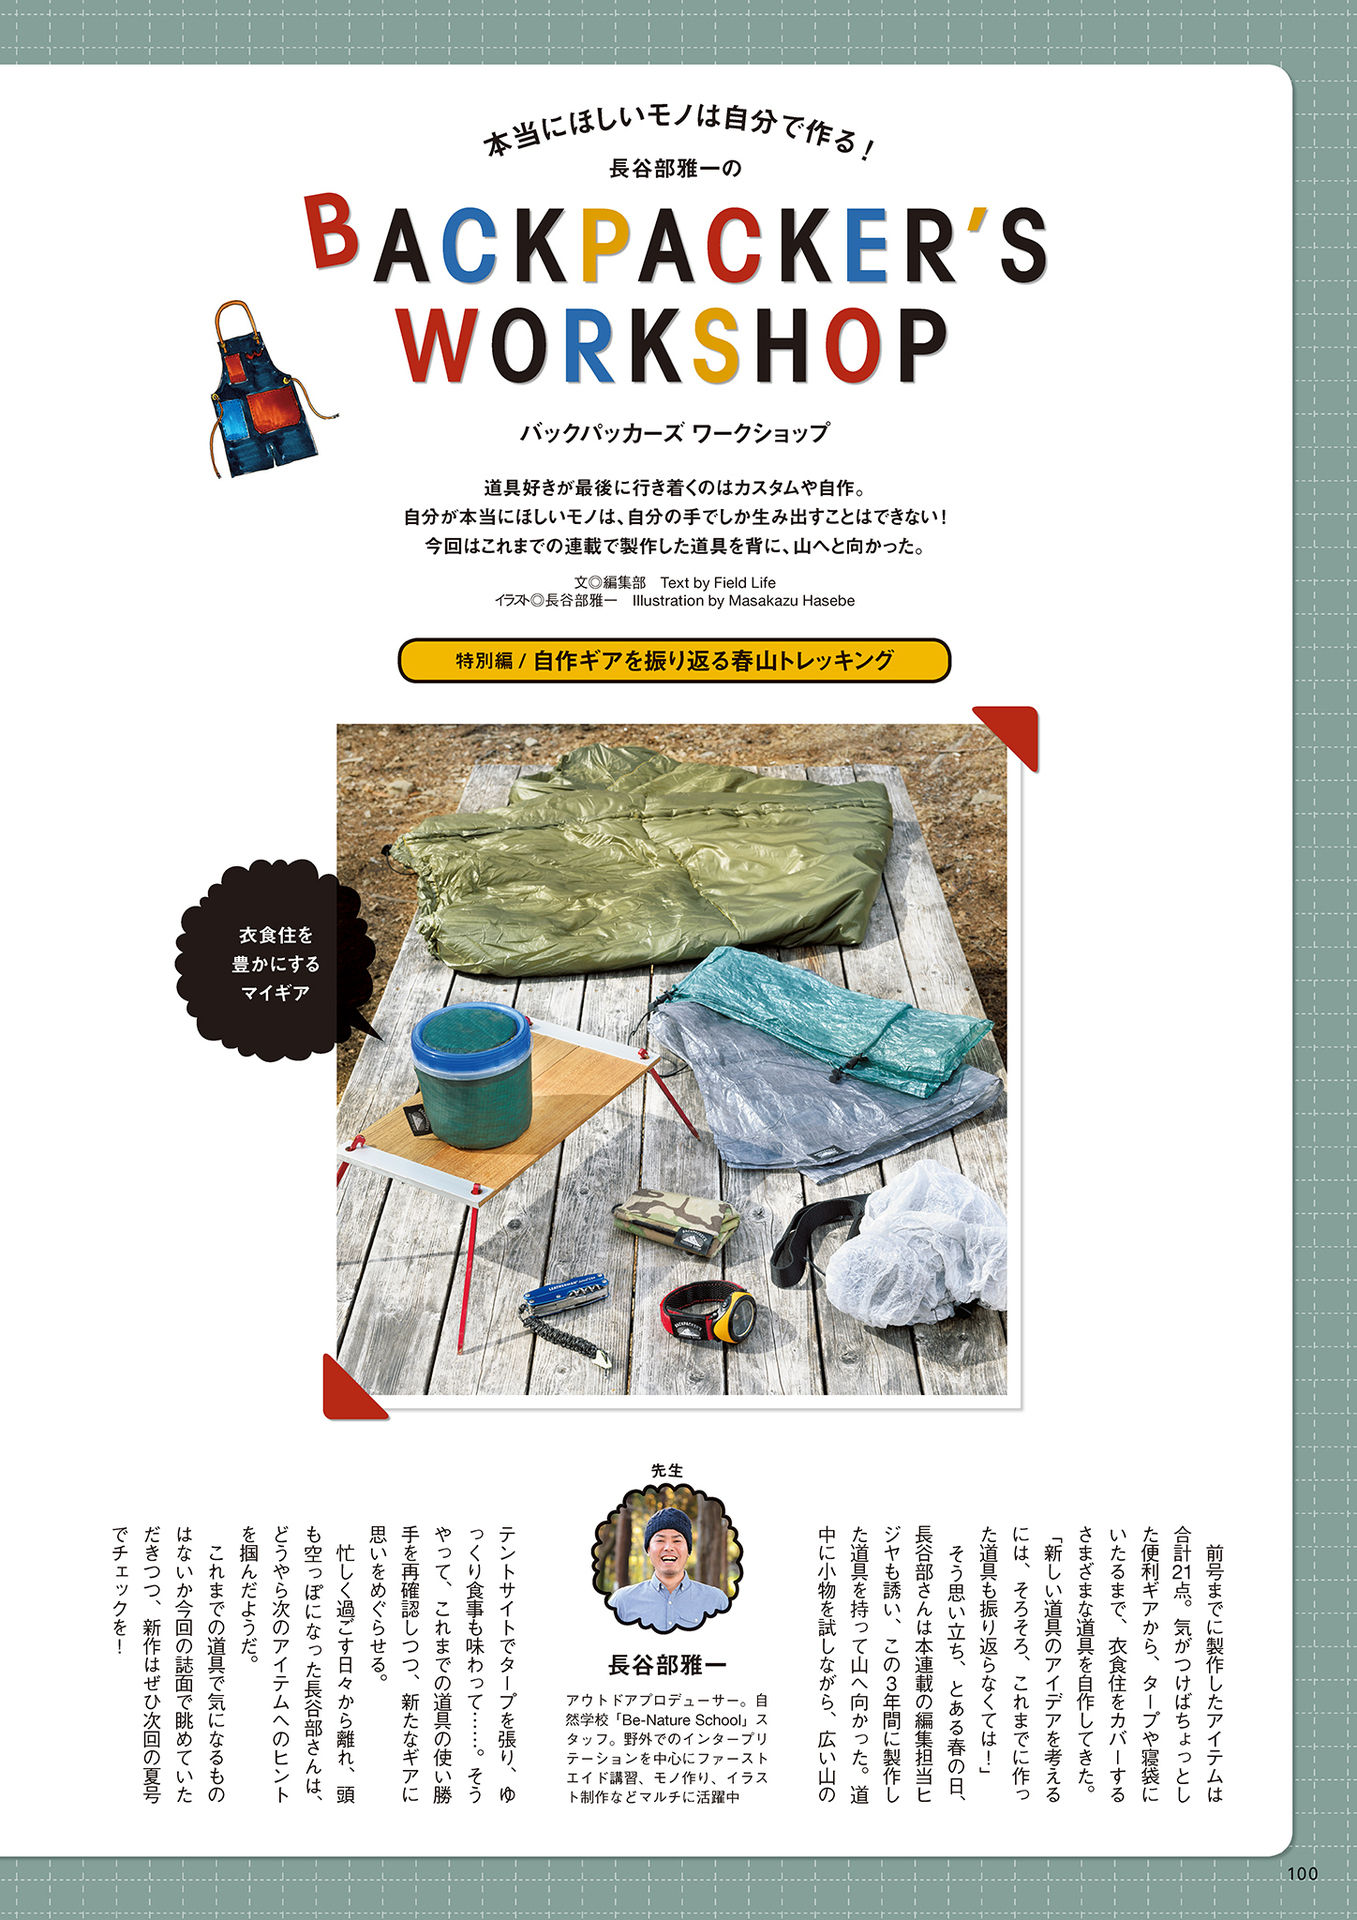 本当にほしいモノは自分で作る！
長谷部雅一の
BACKPACKER'S
WORKSHOP
バックパッカーズ ワークショップ
道具好きが最後に行き着くのはカスタムや自作。
自分が本当にほしいモノは、自分の手でしか生み出すことはできない！
今回はこれまでの連載で製作した道具を背に、山へと向かった。
文◎編集部　Text by Field Life
イラスト◎長谷部雅一　Illustration by Masakazu Hasebe
特別編 / 自作ギアを振り返る春山トレッキング
衣食住を
豊かにする
マイギア
LEATHERMAN
前号までに製作したアイテムは
合計21点。気がつけばちょっとし
た便利ギアから、タープや寝袋に
いたるまで、衣食住をカバーする
さまざまな道具を自作してきた。
「新しい道具のアイデアを考える
には、そろそろ、これまでに作っ
た道具も振り返らなくては！」
そう思い立ち、とある春の日、
長谷部さんは本連載の編集担当ヒ
ジヤも誘い、この３年間に製作し
た道具を持って山へ向かった。道
中に小物を試しながら、広い山の
先生
長谷部雅一
アウトドアプロデューサー。自
然学校「Be-Nature School」ス
タッフ。野外でのインタープリ
テーションを中心にファースト
エイド講習、モノ作り、イラス
ト制作などマルチに活躍中
テントサイトでタープを張り、ゆ
っくり食事も味わって……。そう
やって、これまでの道具の使い勝
手を再確認しつつ、新たなギアに
思いをめぐらせる。
忙しく過ごす日々から離れ、頭
も空っぽになった長谷部さんは、
どうやら次のアイテムへのヒント
を掴んだようだ。
これまでの道具で気になるもの
はないか今回の誌面で眺めていた
だきつつ、新作はぜひ次回の夏号
でチェックを！
100